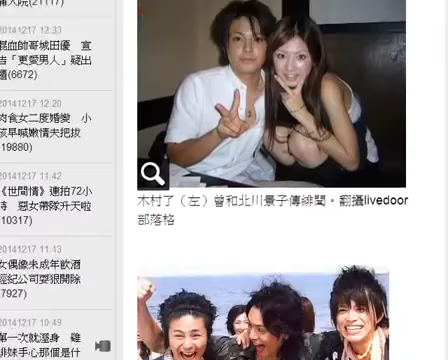 補入院(21117)
20141217 12:33
混血帥哥城田優　宣
告「更愛男人」疑出
櫃(6672)
20141217 12:20
肉食女二度婚變　小
孩早喊嫩情夫把拔
(19880)
20141217 11:42
《世間情》連拍72小
時　惡女帶隊升天啦
(10317)
20141217 11:13
女偶像未成年飲酒
經紀公司要狠開除
(7927)
20141217 10:49
第一次就溼身　雞
排妹手心那個是什
木村了（左）曾和北川景子傳緋聞。翻攝livedoor
部落格